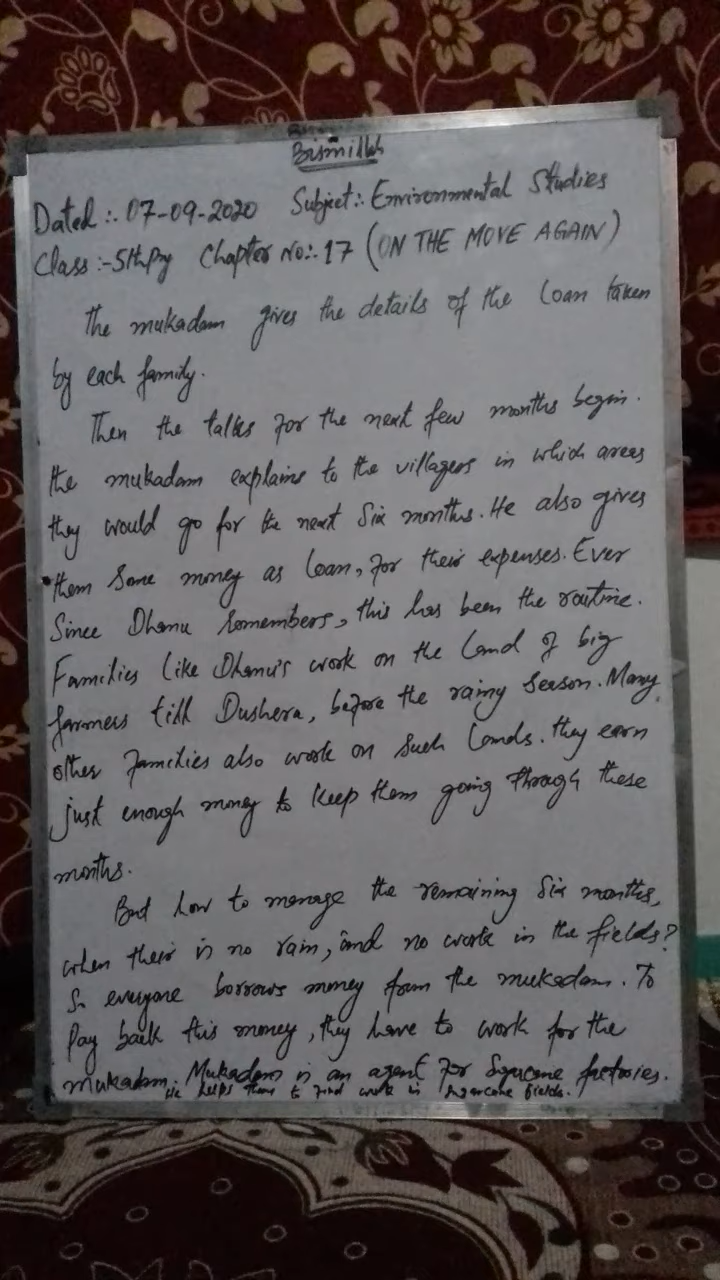 Bismillah
Dated :. 07-09-2020 Subject:. Environmental Studies
Class :- 5thPry Chapter No:. 17 (ON THE MOVE AGAIN)
The mukadam gives the details of the Loan taken
by each family.
Then the talks for the next few months begin.
the mukadam explains to the villagers in which areas
they would go for the next Six months. He also gives
them Some money as Loan, for their expenses. Ever
Since Dhanu remembers, this has been the routine.
Families Like Dhanu's work on the Land of big
farmers till Dushera, before the rainy Season. Many
other families also work on Such Lands. they earn
just enough money to keep them going through these
months.
But how to manage the remaining Six months,
when their is no rain, and no work in the fields?
So everyone borrows money from the mukadam. To
Pay back this money, they have to work for the
mukadam. Mukadam is an agent for Sgucane factories.
He helps them to find work in Sugarcane fields.